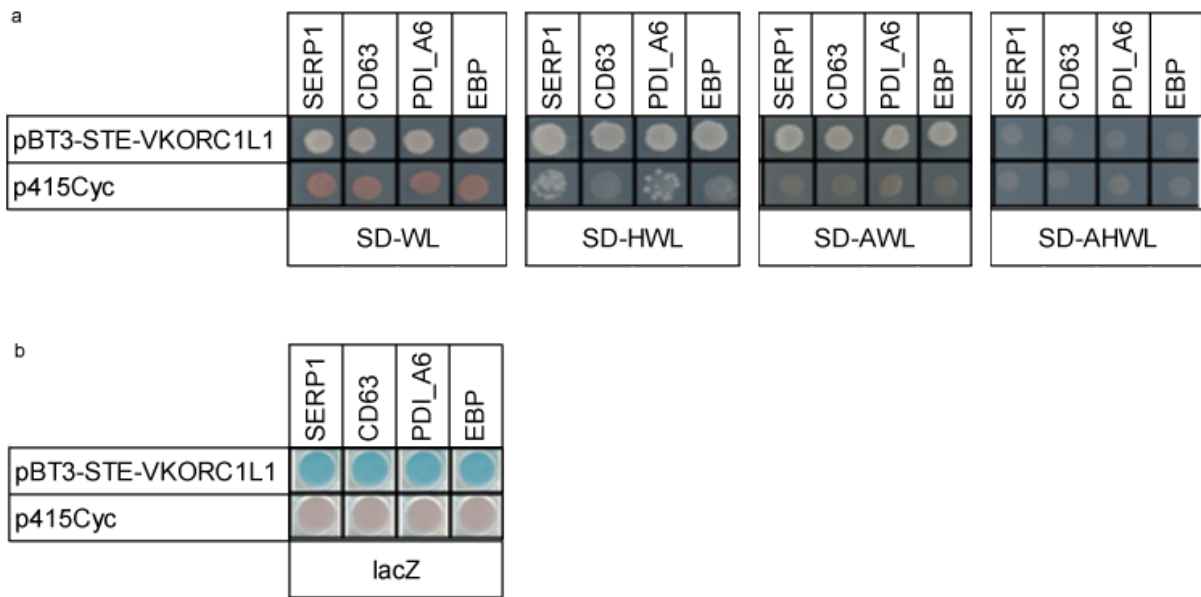 a
SERP1 CD63 PDI_A6 EBP SERP1 CD63 PDI_A6 EBP SERP1 CD63 PDI_A6 EBP SERP1 CD63 PDI_A6 EBP
pBT3-STE-VKORC1L1
p415Cyc
SD-WL SD-HWL SD-AWL SD-AHWL
b
SERP1 CD63 PDI_A6 EBP
pBT3-STE-VKORC1L1
p415Cyc
lacZ